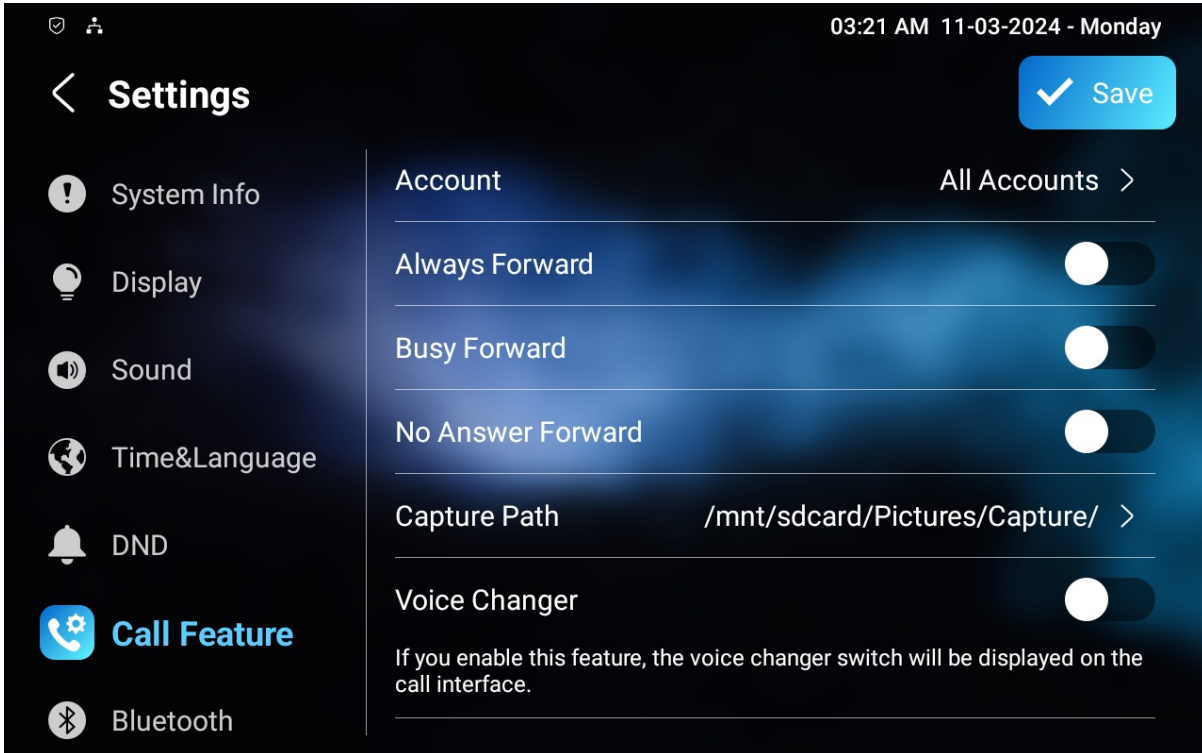 03:21 AM 11-03-2024 - Monday
Settings
Save
System Info
Display
Sound
Time&Language
DND
Call Feature
Bluetooth
Account
All Accounts
Always Forward
Busy Forward
No Answer Forward
Capture Path
/mnt/sdcard/Pictures/Capture/
Voice Changer
If you enable this feature, the voice changer switch will be displayed on the
call interface.